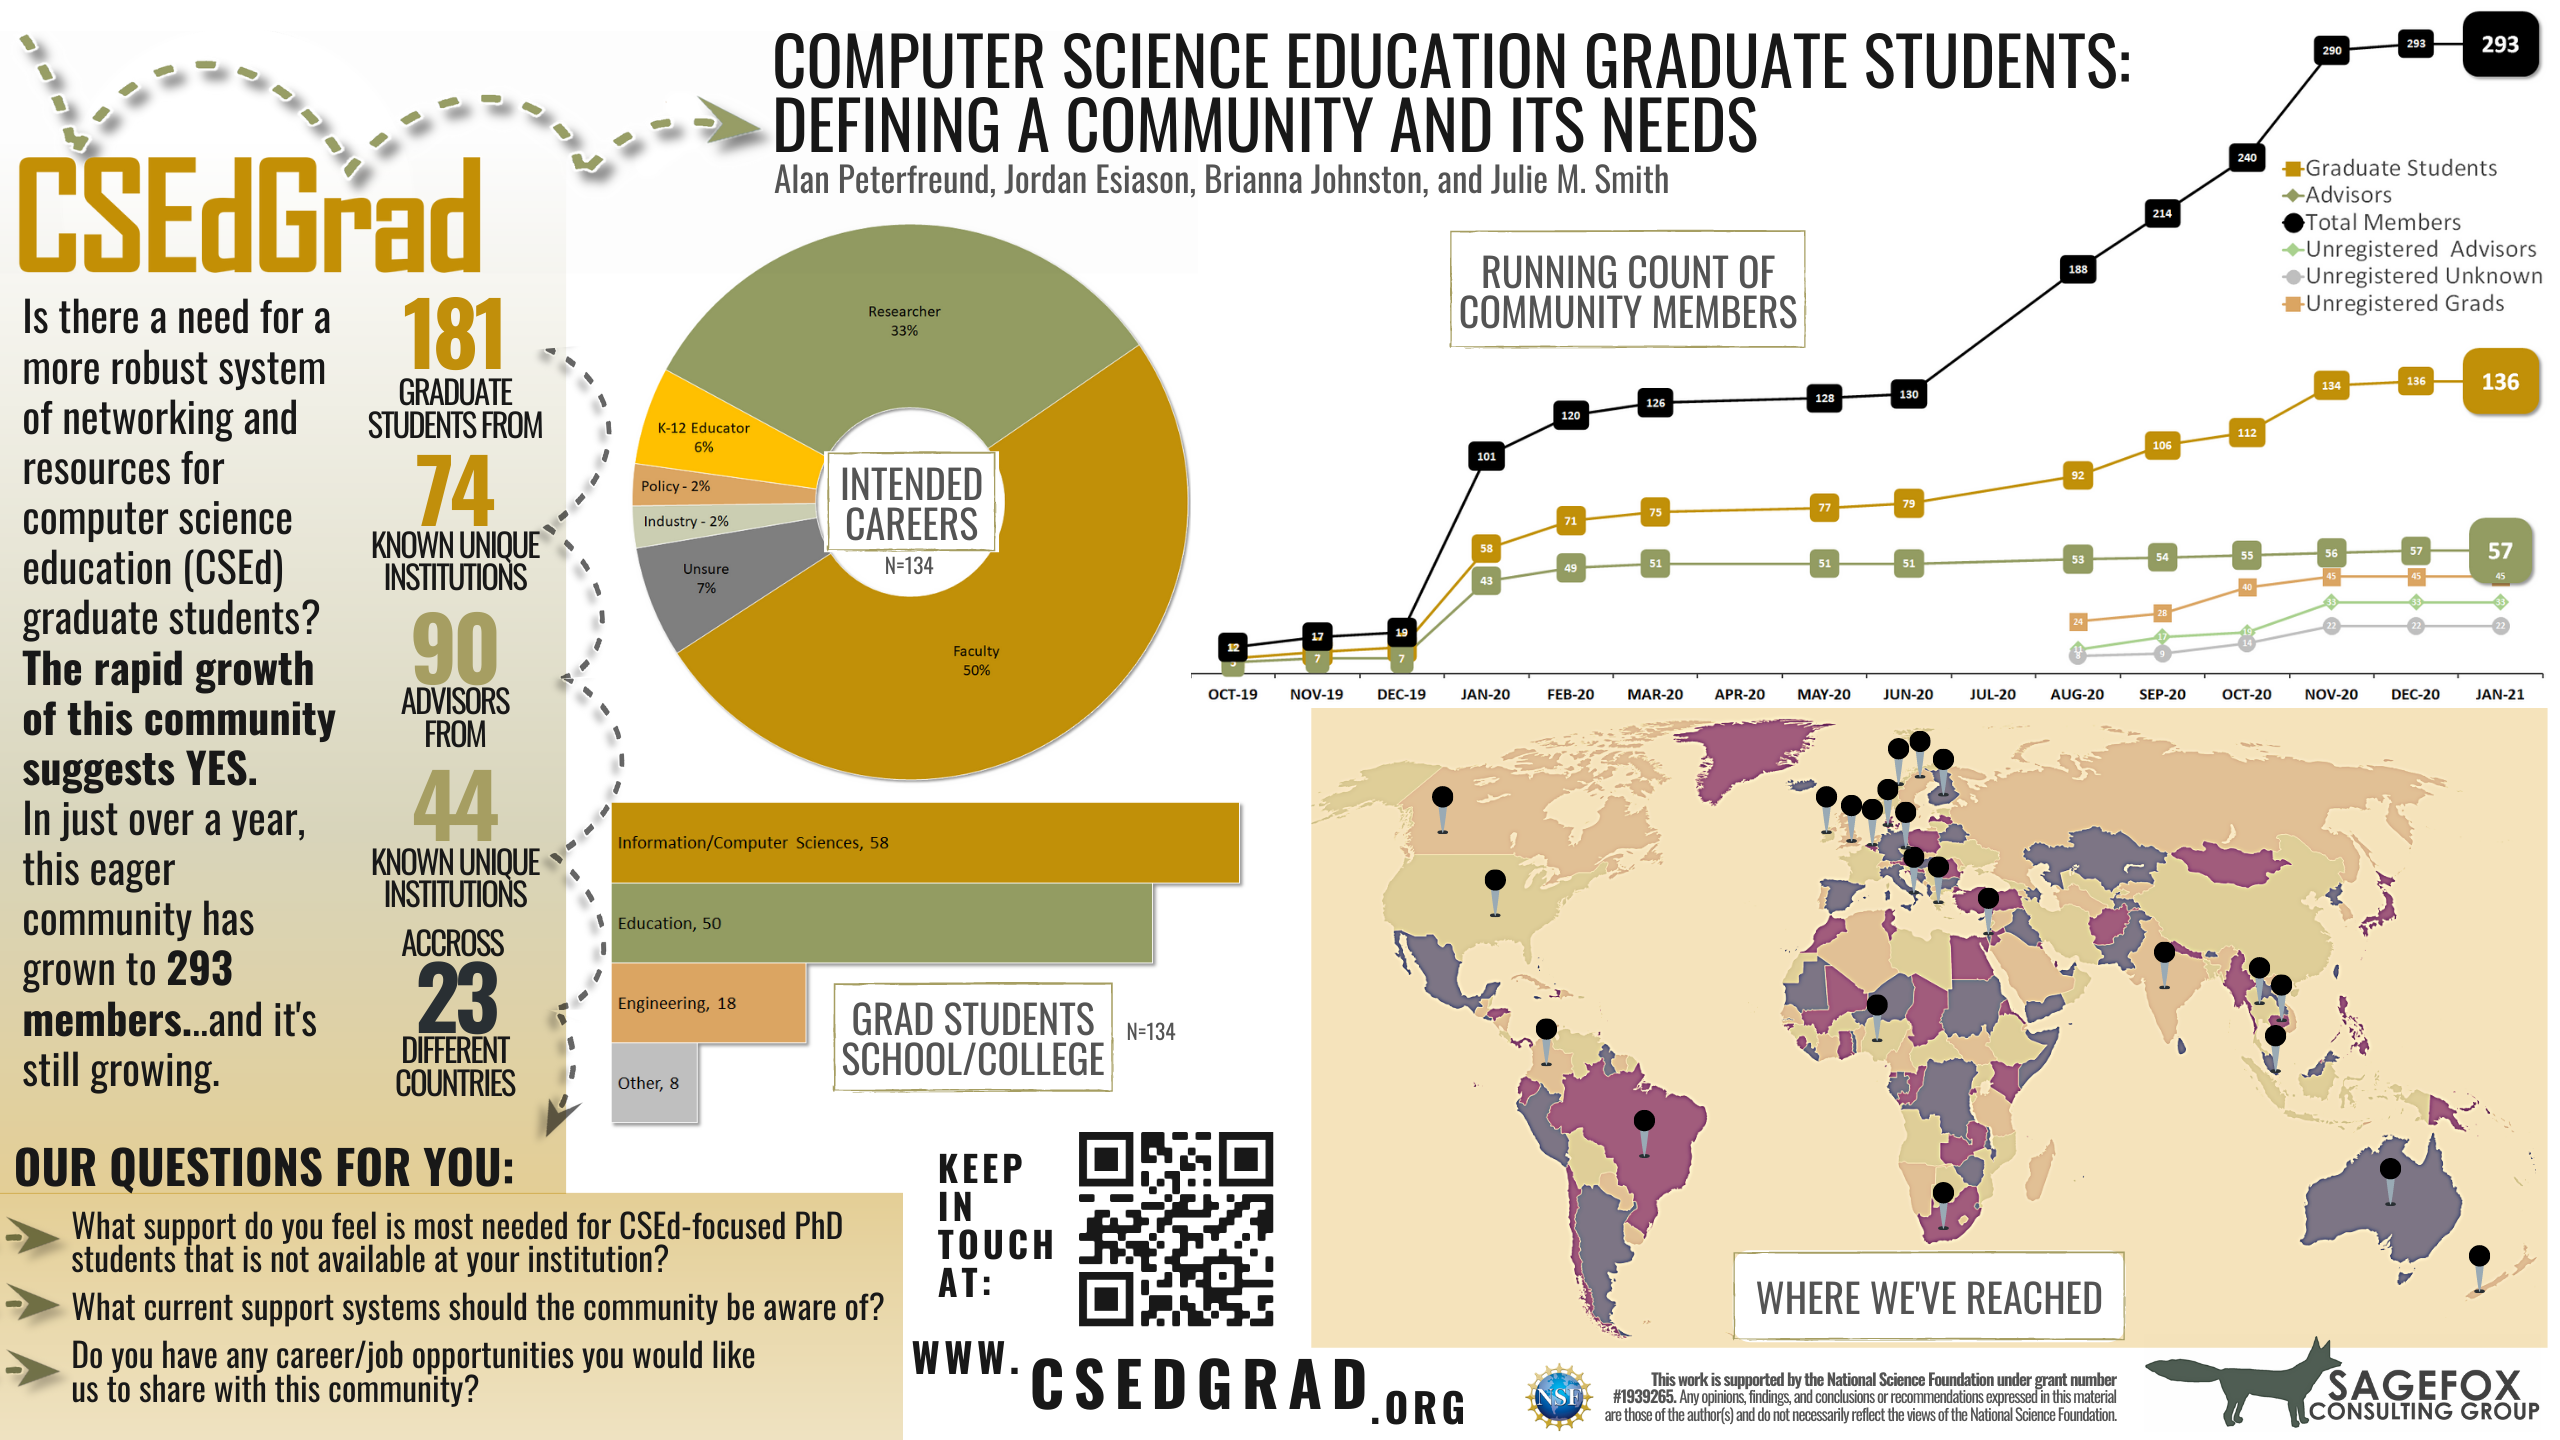 COMPUTER SCIENCE EDUCATION GRADUATE STUDENTS:
DEFINING A COMMUNITY AND ITS NEEDS
Alan Peterfreund, Jordan Esiason, Brianna Johnston, and Julie M. Smith
CSEdGrad
Is there a need for a
more robust system
of networking and
resources for
computer science
education (CSEd)
graduate students?
The rapid growth
of this community
suggests YES.
In just over a year,
this eager
community has
grown to 293
members...and it's
still growing.
181
GRADUATE
STUDENTS FROM
74
KNOWN UNIQUE
INSTITUTIONS
90
ADVISORS
FROM
44
KNOWN UNIQUE
INSTITUTIONS
ACCROSS
23
DIFFERENT
COUNTRIES
OUR QUESTIONS FOR YOU:
What support do you feel is most needed for CSEd-focused PhD
students that is not available at your institution?
What current support systems should the community be aware of?
Do you have any career/job opportunities you would like
us to share with this community?
Researcher
33%
K-12 Educator
6%
Policy - 2%
Industry - 2%
Unsure
7%
Faculty
50%
INTENDED
CAREERS
N=134
Information/Computer Sciences, 58
Education, 50
Engineering, 18
Other, 8
GRAD STUDENTS
SCHOOL/COLLEGE
N=134
KEEP
IN
TOUCH
AT:
WWW.
CSEDGRAD
.ORG
RUNNING COUNT OF
COMMUNITY MEMBERS
Graduate Students
Advisors
Total Members
Unregistered Advisors
Unregistered Unknown
Unregistered Grads
12 17 19 101 120 126 128 130 188 214 240 290 293 293
58 71 75 77 79 92 106 112 134 136 136
7 7 43 49 51 51 51 53 54 55 56 57 57
24 28 40 45 45 45
11 17 19 33 33 33
8 9 14 22 22 22
OCT-19 NOV-19 DEC-19 JAN-20 FEB-20 MAR-20 APR-20 MAY-20 JUN-20 JUL-20 AUG-20 SEP-20 OCT-20 NOV-20 DEC-20 JAN-21
WHERE WE'VE REACHED
NSF
This work is supported by the National Science Foundation under grant number
#1939265. Any opinions, findings, and conclusions or recommendations expressed in this material
are those of the author(s) and do not necessarily reflect the views of the National Science Foundation.
SAGEFOX
CONSULTING GROUP